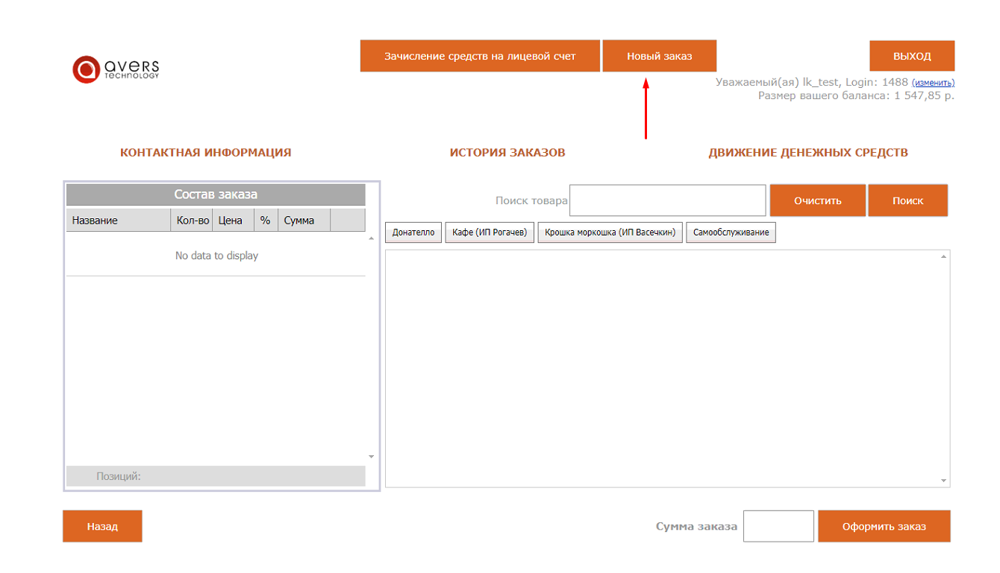 avers
TECHNOLOGY
Зачисление средств на лицевой счет
Новый заказ
ВЫХОД
Уважаемый(ая) lk_test, Login: 1488 (изменить)
Размер вашего баланса: 1 547,85 р.
КОНТАКТНАЯ ИНФОРМАЦИЯ
ИСТОРИЯ ЗАКАЗОВ
ДВИЖЕНИЕ ДЕНЕЖНЫХ СРЕДСТВ
Состав заказа
Название Кол-во Цена % Сумма
No data to display
Позиций:
Поиск товара
Очистить
Поиск
Донателло
Кафе (ИП Рогачев)
Крошка моркошка (ИП Васечкин)
Самообслуживание
Назад
Сумма заказа
Оформить заказ